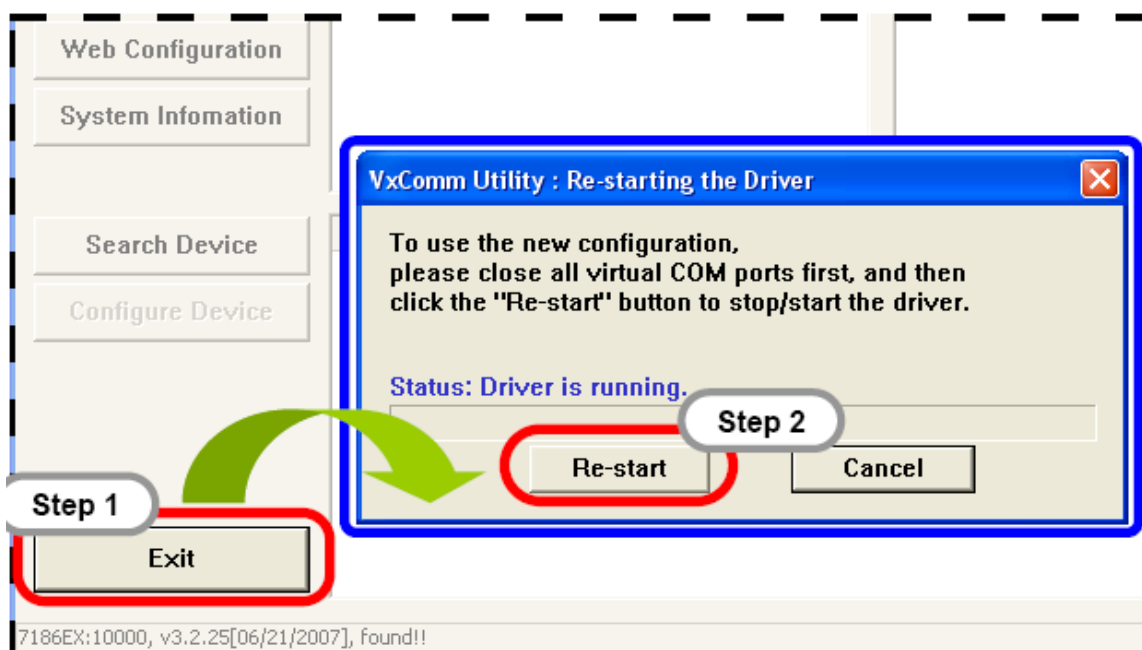 Web Configuration
System Infomation
VxComm Utility : Re-starting the Driver
To use the new configuration,
please close all virtual COM ports first, and then
click the "Re-start" button to stop/start the driver.
Search Device
Configure Device
Status: Driver is running.
Step 2
Re-start
Cancel
Step 1
Exit
7186EX:10000, v3.2.25[06/21/2007], found!!